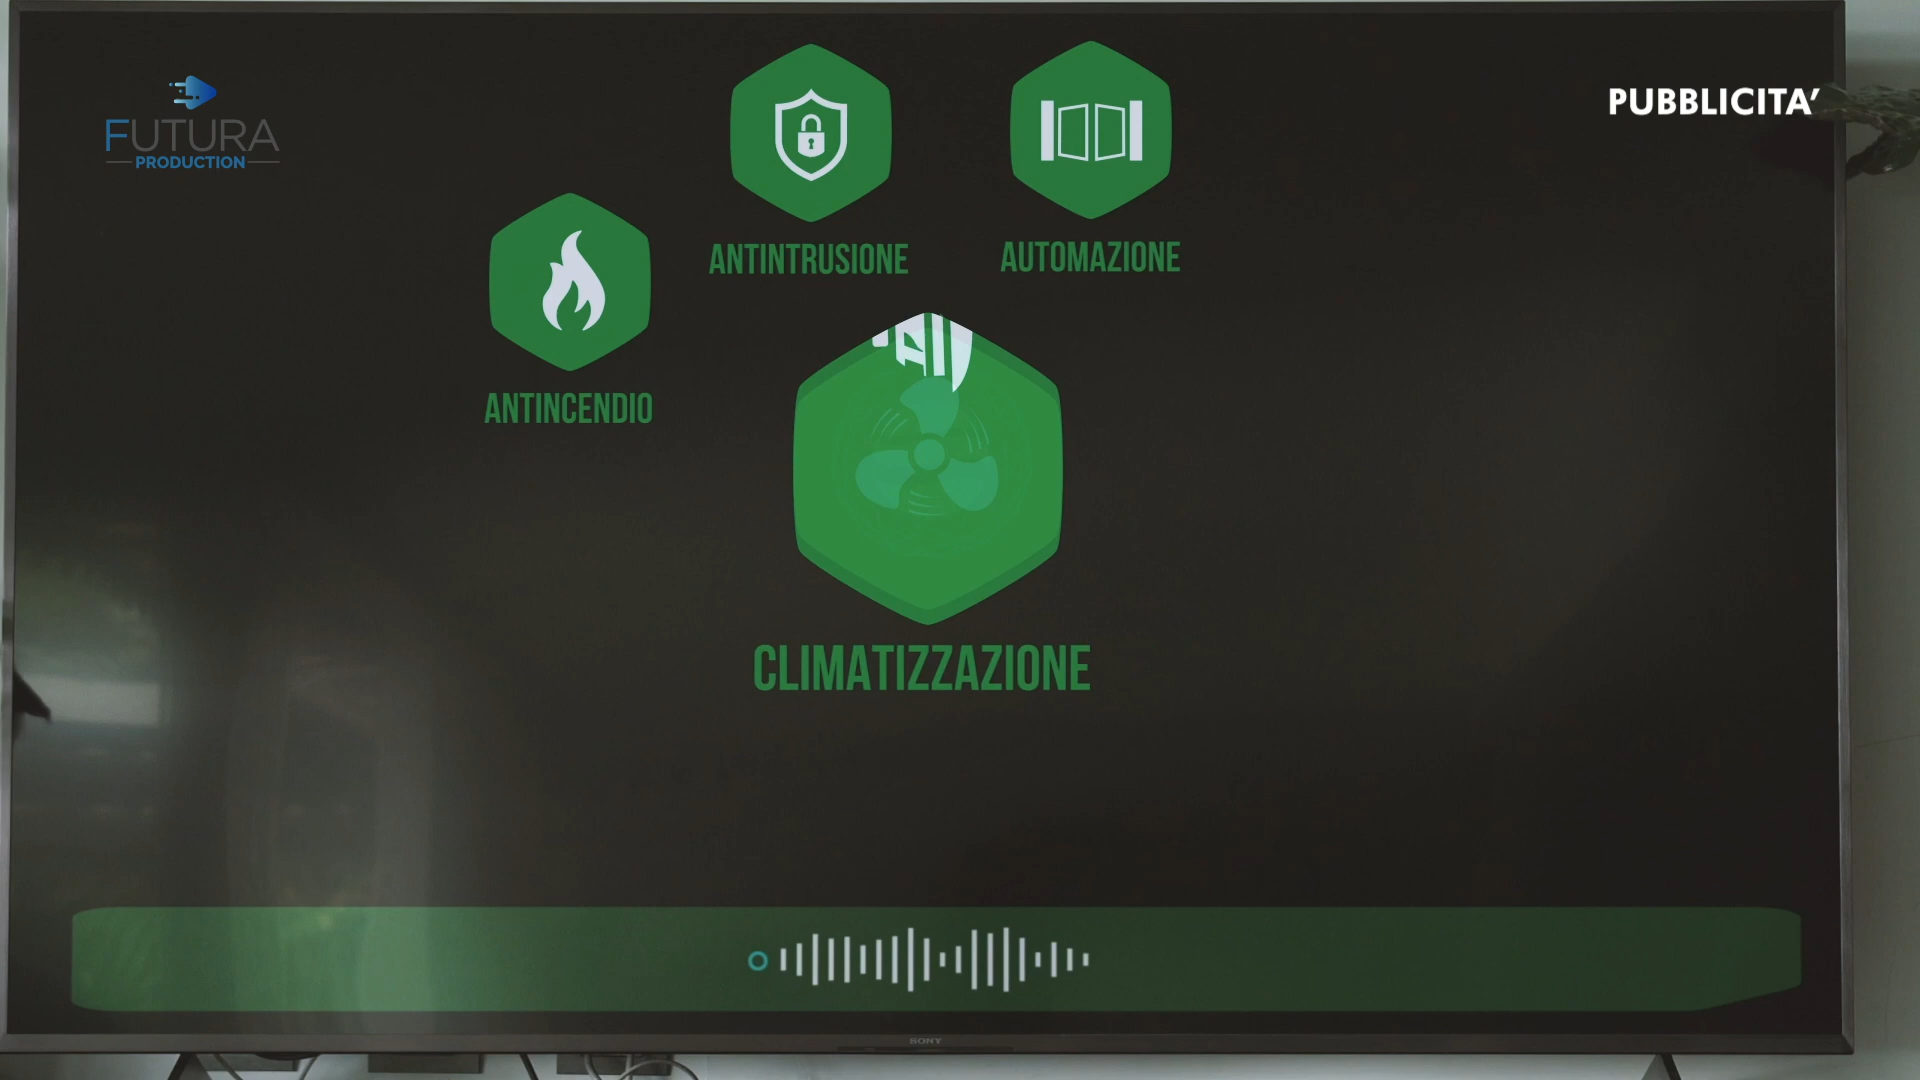 FUTURA
PRODUCTION
PUBBLICITA'
ANTINTRUSIONE
AUTOMAZIONE
ANTINCENDIO
CLIMATIZZAZIONE
SONY